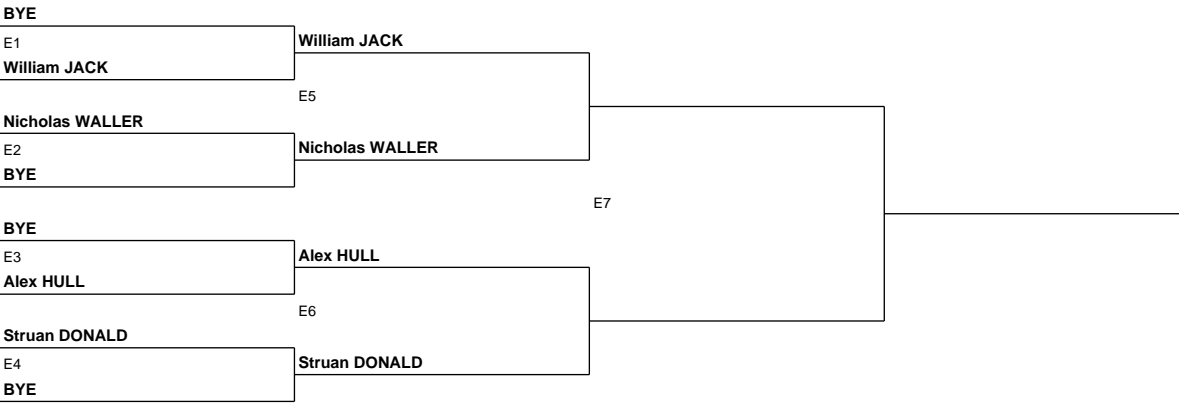 BYE
E1
William JACK
William JACK
E5
Nicholas WALLER
E2
BYE
Nicholas WALLER
E7
BYE
E3
Alex HULL
Alex HULL
E6
Struan DONALD
E4
BYE
Struan DONALD